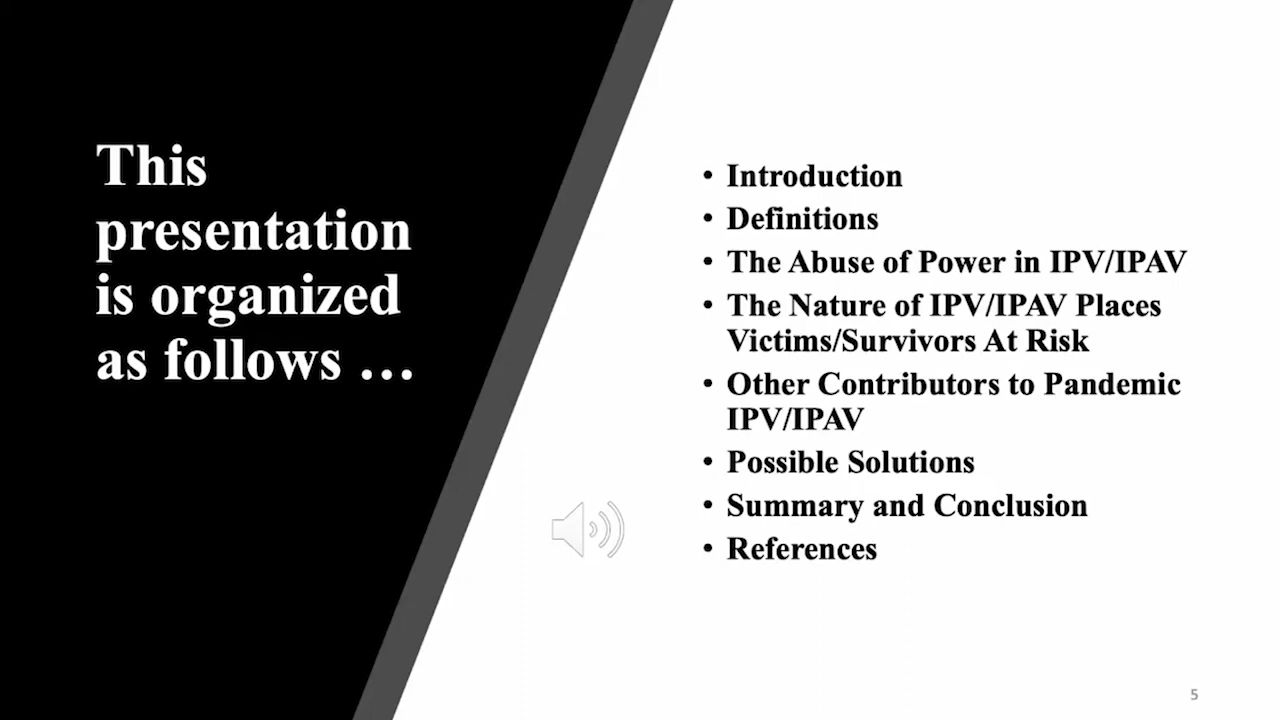 This
presentation
is organized
as follows …
• Introduction
• Definitions
• The Abuse of Power in IPV/IPAV
• The Nature of IPV/IPAV Places
Victims/Survivors At Risk
• Other Contributors to Pandemic
IPV/IPAV
• Possible Solutions
• Summary and Conclusion
• References
5